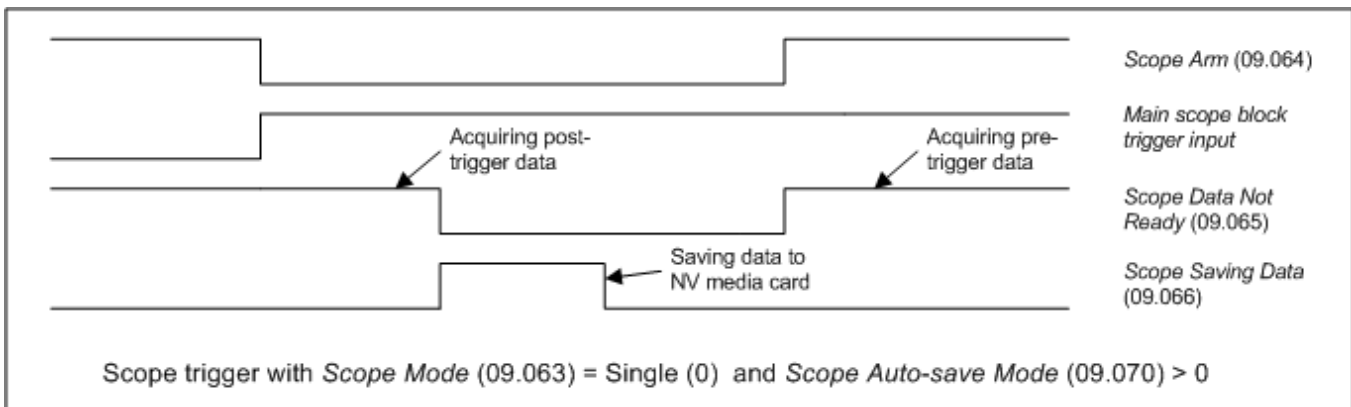 Scope Arm (09.064)
Main scope block
trigger input
Acquiring post-
trigger data
Acquiring pre-
trigger data
Scope Data Not
Ready (09.065)
Saving data to
NV media card
Scope Saving Data
(09.066)
Scope trigger with Scope Mode (09.063) = Single (0) and Scope Auto-save Mode (09.070) > 0